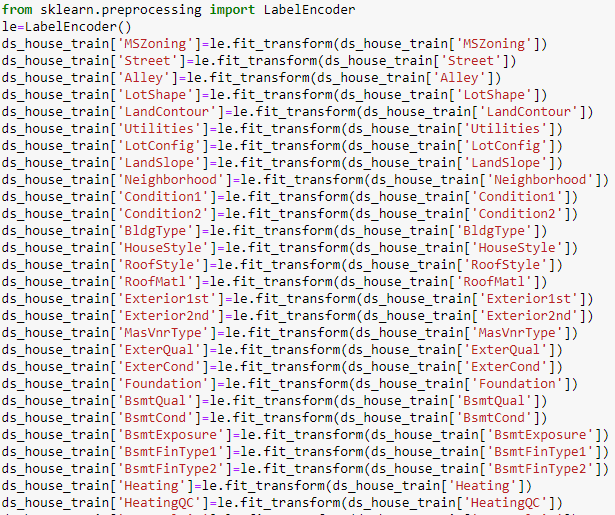 from sklearn.preprocessing import LabelEncoder
le=LabelEncoder()
ds_house_train['MSZoning']=le.fit_transform(ds_house_train['MSZoning'])
ds_house_train['Street']=le.fit_transform(ds_house_train['Street'])
ds_house_train['Alley']=le.fit_transform(ds_house_train['Alley'])
ds_house_train['LotShape']=le.fit_transform(ds_house_train['LotShape'])
ds_house_train['LandContour']=le.fit_transform(ds_house_train['LandContour'])
ds_house_train['Utilities']=le.fit_transform(ds_house_train['Utilities'])
ds_house_train['LotConfig']=le.fit_transform(ds_house_train['LotConfig'])
ds_house_train['LandSlope']=le.fit_transform(ds_house_train['LandSlope'])
ds_house_train['Neighborhood']=le.fit_transform(ds_house_train['Neighborhood'])
ds_house_train['Condition1']=le.fit_transform(ds_house_train['Condition1'])
ds_house_train['Condition2']=le.fit_transform(ds_house_train['Condition2'])
ds_house_train['BldgType']=le.fit_transform(ds_house_train['BldgType'])
ds_house_train['HouseStyle']=le.fit_transform(ds_house_train['HouseStyle'])
ds_house_train['RoofStyle']=le.fit_transform(ds_house_train['RoofStyle'])
ds_house_train['RoofMatl']=le.fit_transform(ds_house_train['RoofMatl'])
ds_house_train['Exterior1st']=le.fit_transform(ds_house_train['Exterior1st'])
ds_house_train['Exterior2nd']=le.fit_transform(ds_house_train['Exterior2nd'])
ds_house_train['MasVnrType']=le.fit_transform(ds_house_train['MasVnrType'])
ds_house_train['ExterQual']=le.fit_transform(ds_house_train['ExterQual'])
ds_house_train['ExterCond']=le.fit_transform(ds_house_train['ExterCond'])
ds_house_train['Foundation']=le.fit_transform(ds_house_train['Foundation'])
ds_house_train['BsmtQual']=le.fit_transform(ds_house_train['BsmtQual'])
ds_house_train['BsmtCond']=le.fit_transform(ds_house_train['BsmtCond'])
ds_house_train['BsmtExposure']=le.fit_transform(ds_house_train['BsmtExposure'])
ds_house_train['BsmtFinType1']=le.fit_transform(ds_house_train['BsmtFinType1'])
ds_house_train['BsmtFinType2']=le.fit_transform(ds_house_train['BsmtFinType2'])
ds_house_train['Heating']=le.fit_transform(ds_house_train['Heating'])
ds_house_train['HeatingQC']=le.fit_transform(ds_house_train['HeatingQC'])